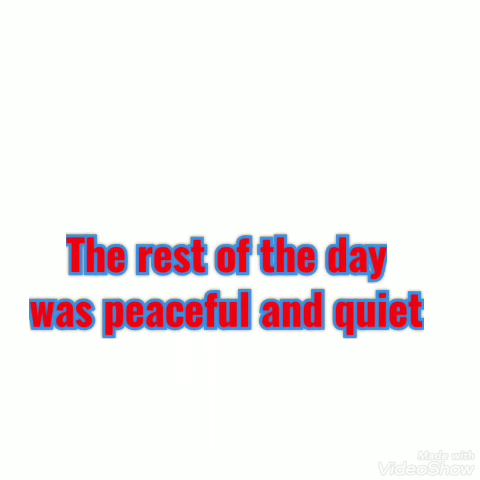 The rest of the day
was peaceful and quiet
Made with
VideoShow